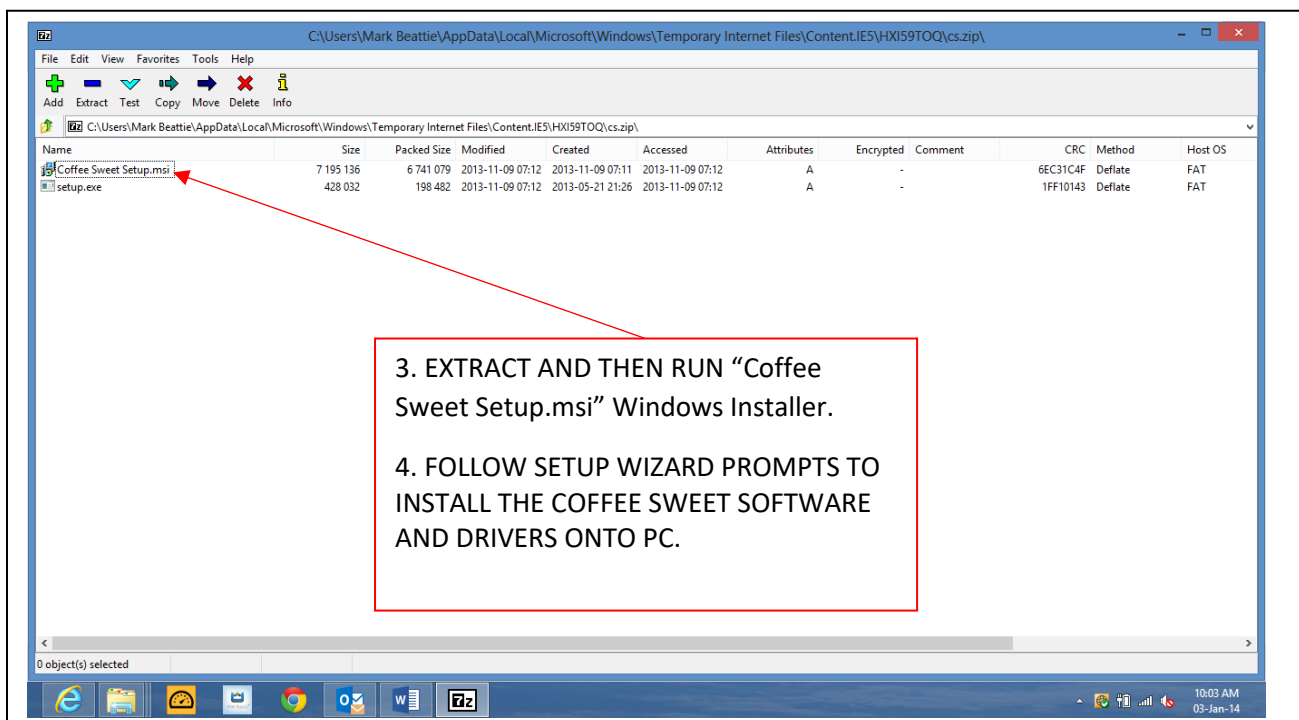 C:\Users\Mark Beattie\AppData\Local\Microsoft\Windows\Temporary Internet Files\Content.IE5\HXI59TOQ\cs.zip\
File Edit View Favorites Tools Help
Add Extract Test Copy Move Delete Info
C:\Users\Mark Beattie\AppData\Local\Microsoft\Windows\Temporary Internet Files\Content.IE5\HXI59TOQ\cs.zip\
Name Size Packed Size Modified Created Accessed Attributes Encrypted Comment CRC Method Host OS
Coffee Sweet Setup.msi 7 195 136 6 741 079 2013-11-09 07:12 2013-11-09 07:11 2013-11-09 07:12 A - 6EC31C4F Deflate FAT
setup.exe 428 032 198 482 2013-11-09 07:12 2013-05-21 21:26 2013-11-09 07:12 A - 1FF10143 Deflate FAT
3. EXTRACT AND THEN RUN “Coffee
Sweet Setup.msi” Windows Installer.
4. FOLLOW SETUP WIZARD PROMPTS TO
INSTALL THE COFFEE SWEET SOFTWARE
AND DRIVERS ONTO PC.
0 object(s) selected
10:03 AM
03-Jan-14